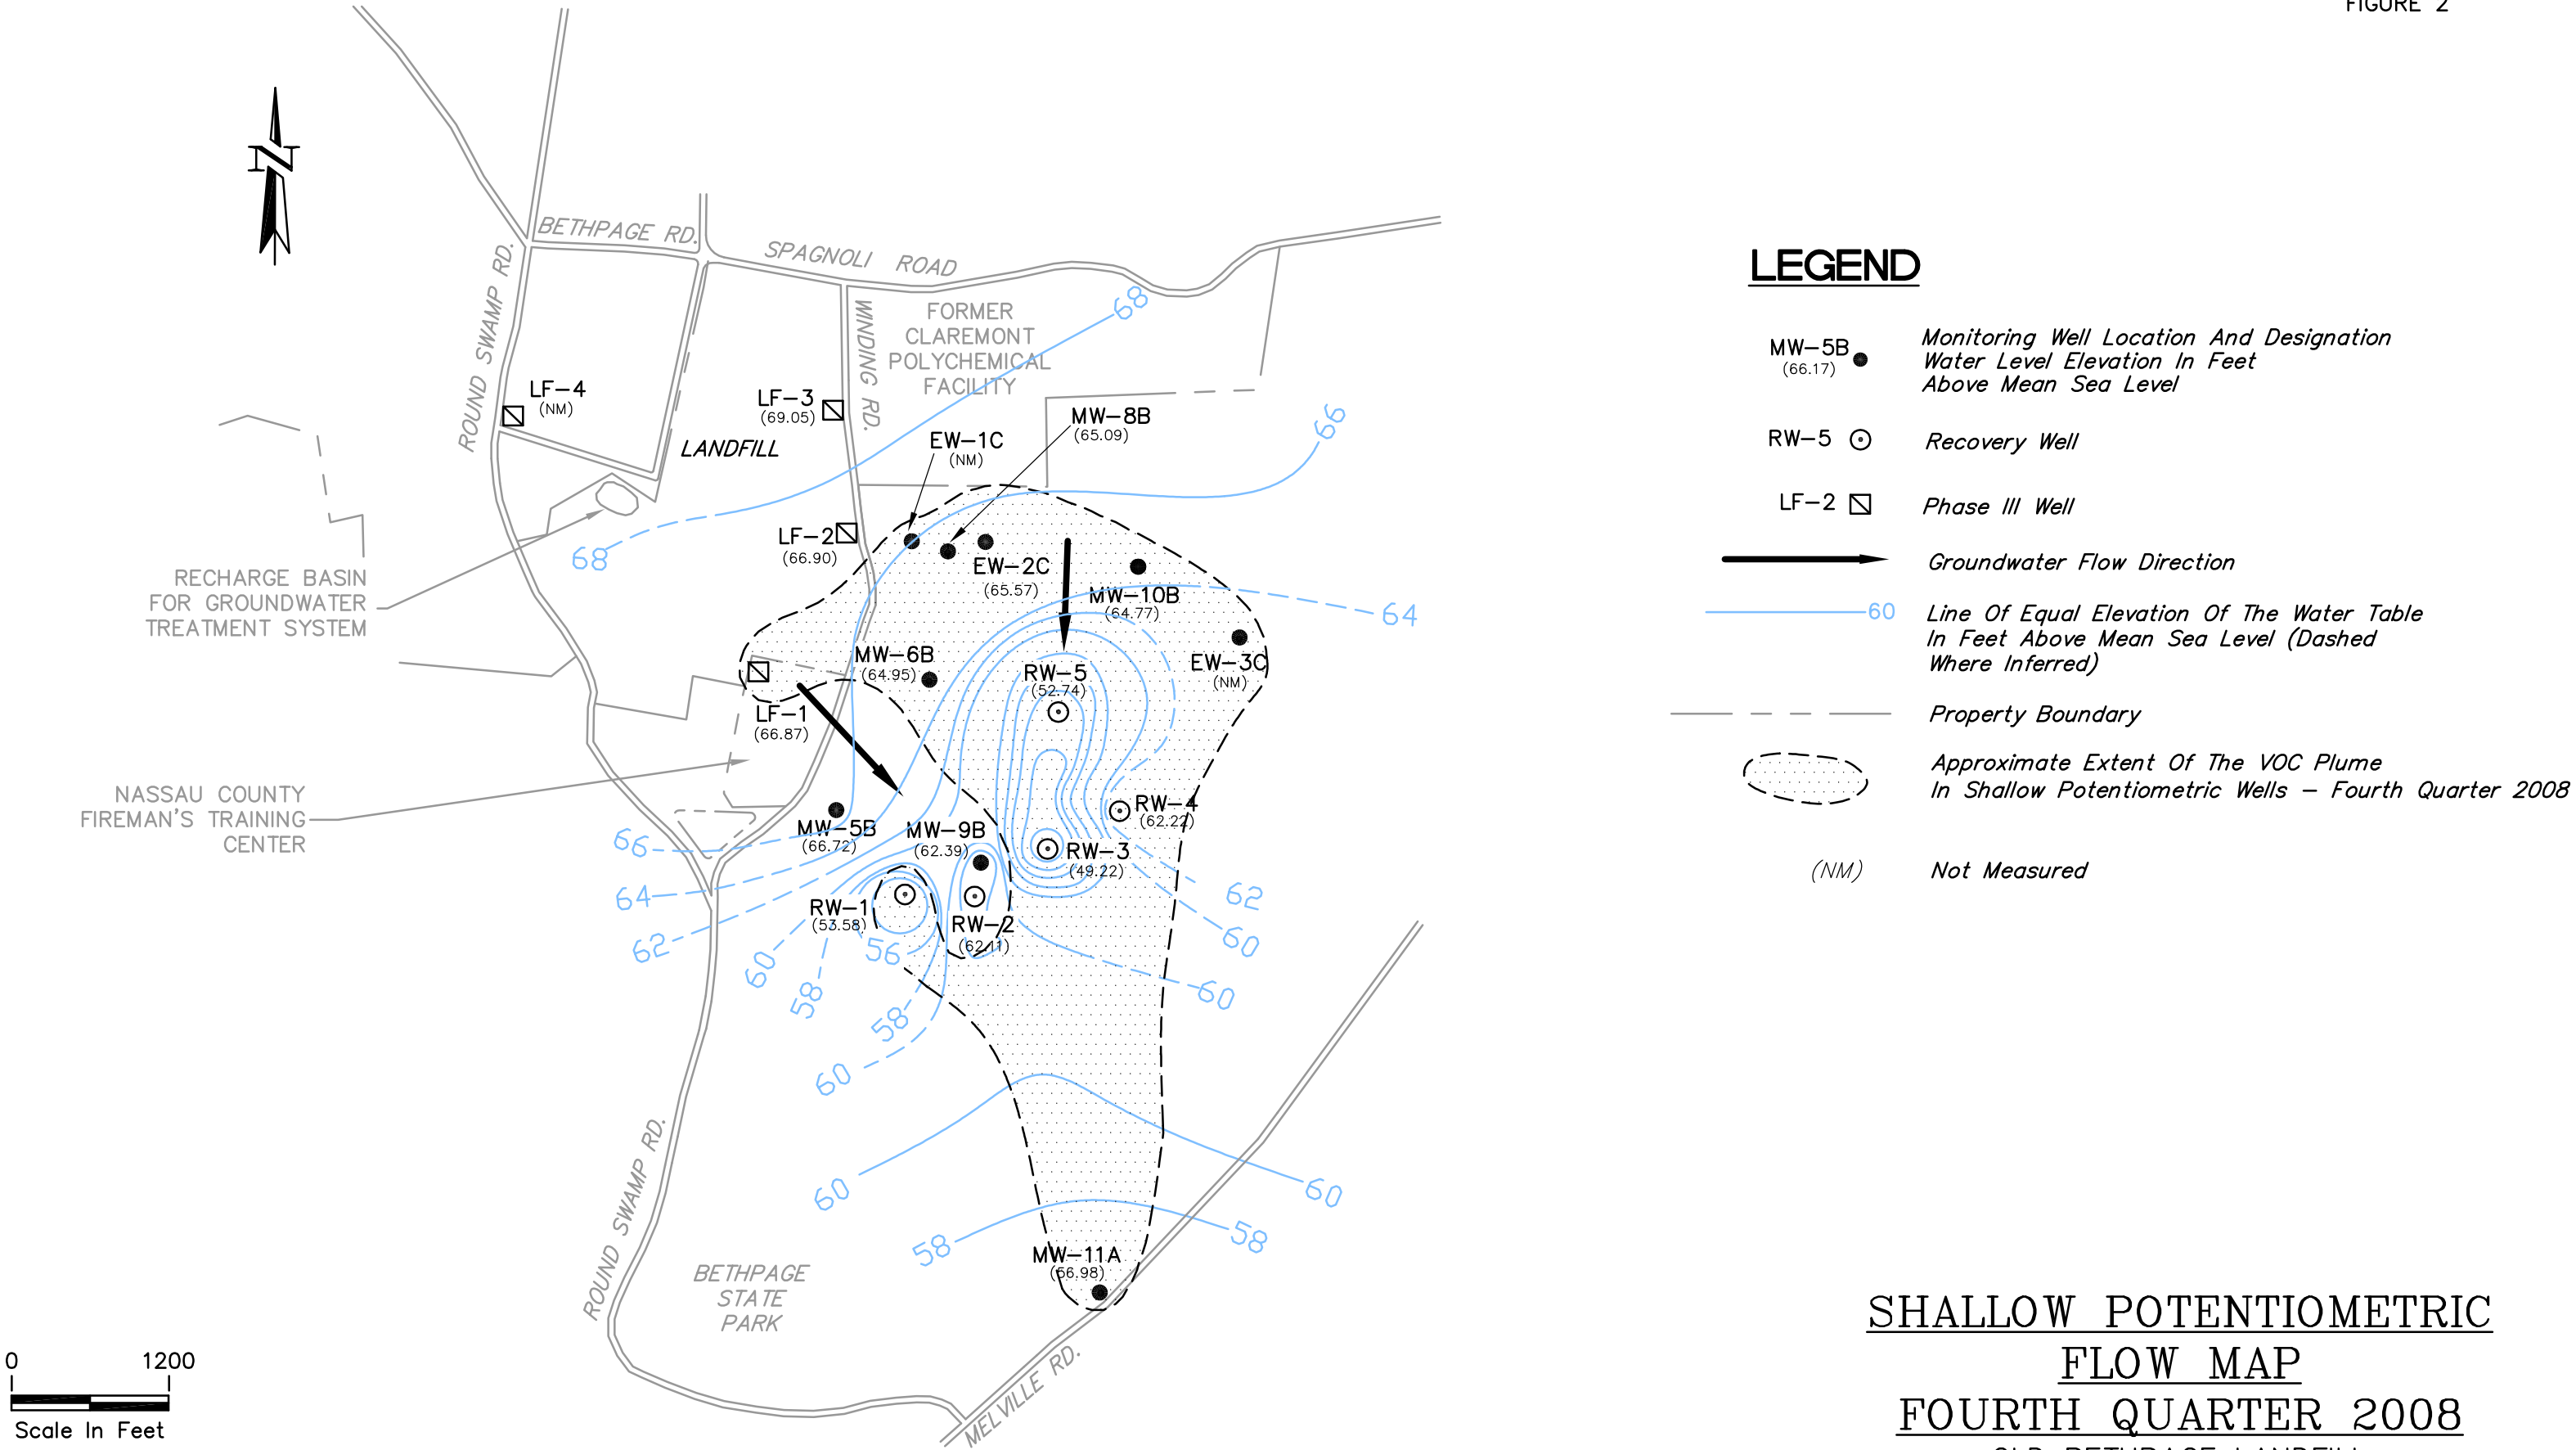 FIGURE 2
BETHPAGE RD.
SPAGNOLI ROAD
ROUND SWAMP RD.
WINDING RD.
FORMER
CLAREMONT
POLYCHEMICAL
FACILITY
68
66
LF-4
(NM)
LF-3
(69.05)
LANDFILL
MW-8B
(65.09)
EW-1C
(NM)
LF-2
(66.90)
68
EW-2C
(65.57)
MW-10B
(64.77)
64
RECHARGE BASIN
FOR GROUNDWATER
TREATMENT SYSTEM
MW-6B
(64.95)
RW-5
(52.74)
EW-3C
(NM)
LF-1
(66.87)
NASSAU COUNTY
FIREMAN'S TRAINING
CENTER
MW-5B
(66.72)
MW-9B
(62.39)
RW-4
(62.22)
RW-3
(49.22)
66
64
62
60
58
RW-1
(53.58)
56
RW-2
(62.11)
62
60
60
58
60
60
60
58
58
MW-11A
(56.98)
ROUND SWAMP RD.
BETHPAGE
STATE
PARK
MELVILLE RD.
0 1200
Scale In Feet
N
LEGEND
MW-5B
(66.17)
Monitoring Well Location And Designation
Water Level Elevation In Feet
Above Mean Sea Level
RW-5
Recovery Well
LF-2
Phase III Well
Groundwater Flow Direction
60
Line Of Equal Elevation Of The Water Table
In Feet Above Mean Sea Level (Dashed
Where Inferred)
Property Boundary
Approximate Extent Of The VOC Plume
In Shallow Potentiometric Wells – Fourth Quarter 2008
(NM)
Not Measured
SHALLOW POTENTIOMETRIC
FLOW MAP
FOURTH QUARTER 2008
OLD BETHPAGE LANDFILL